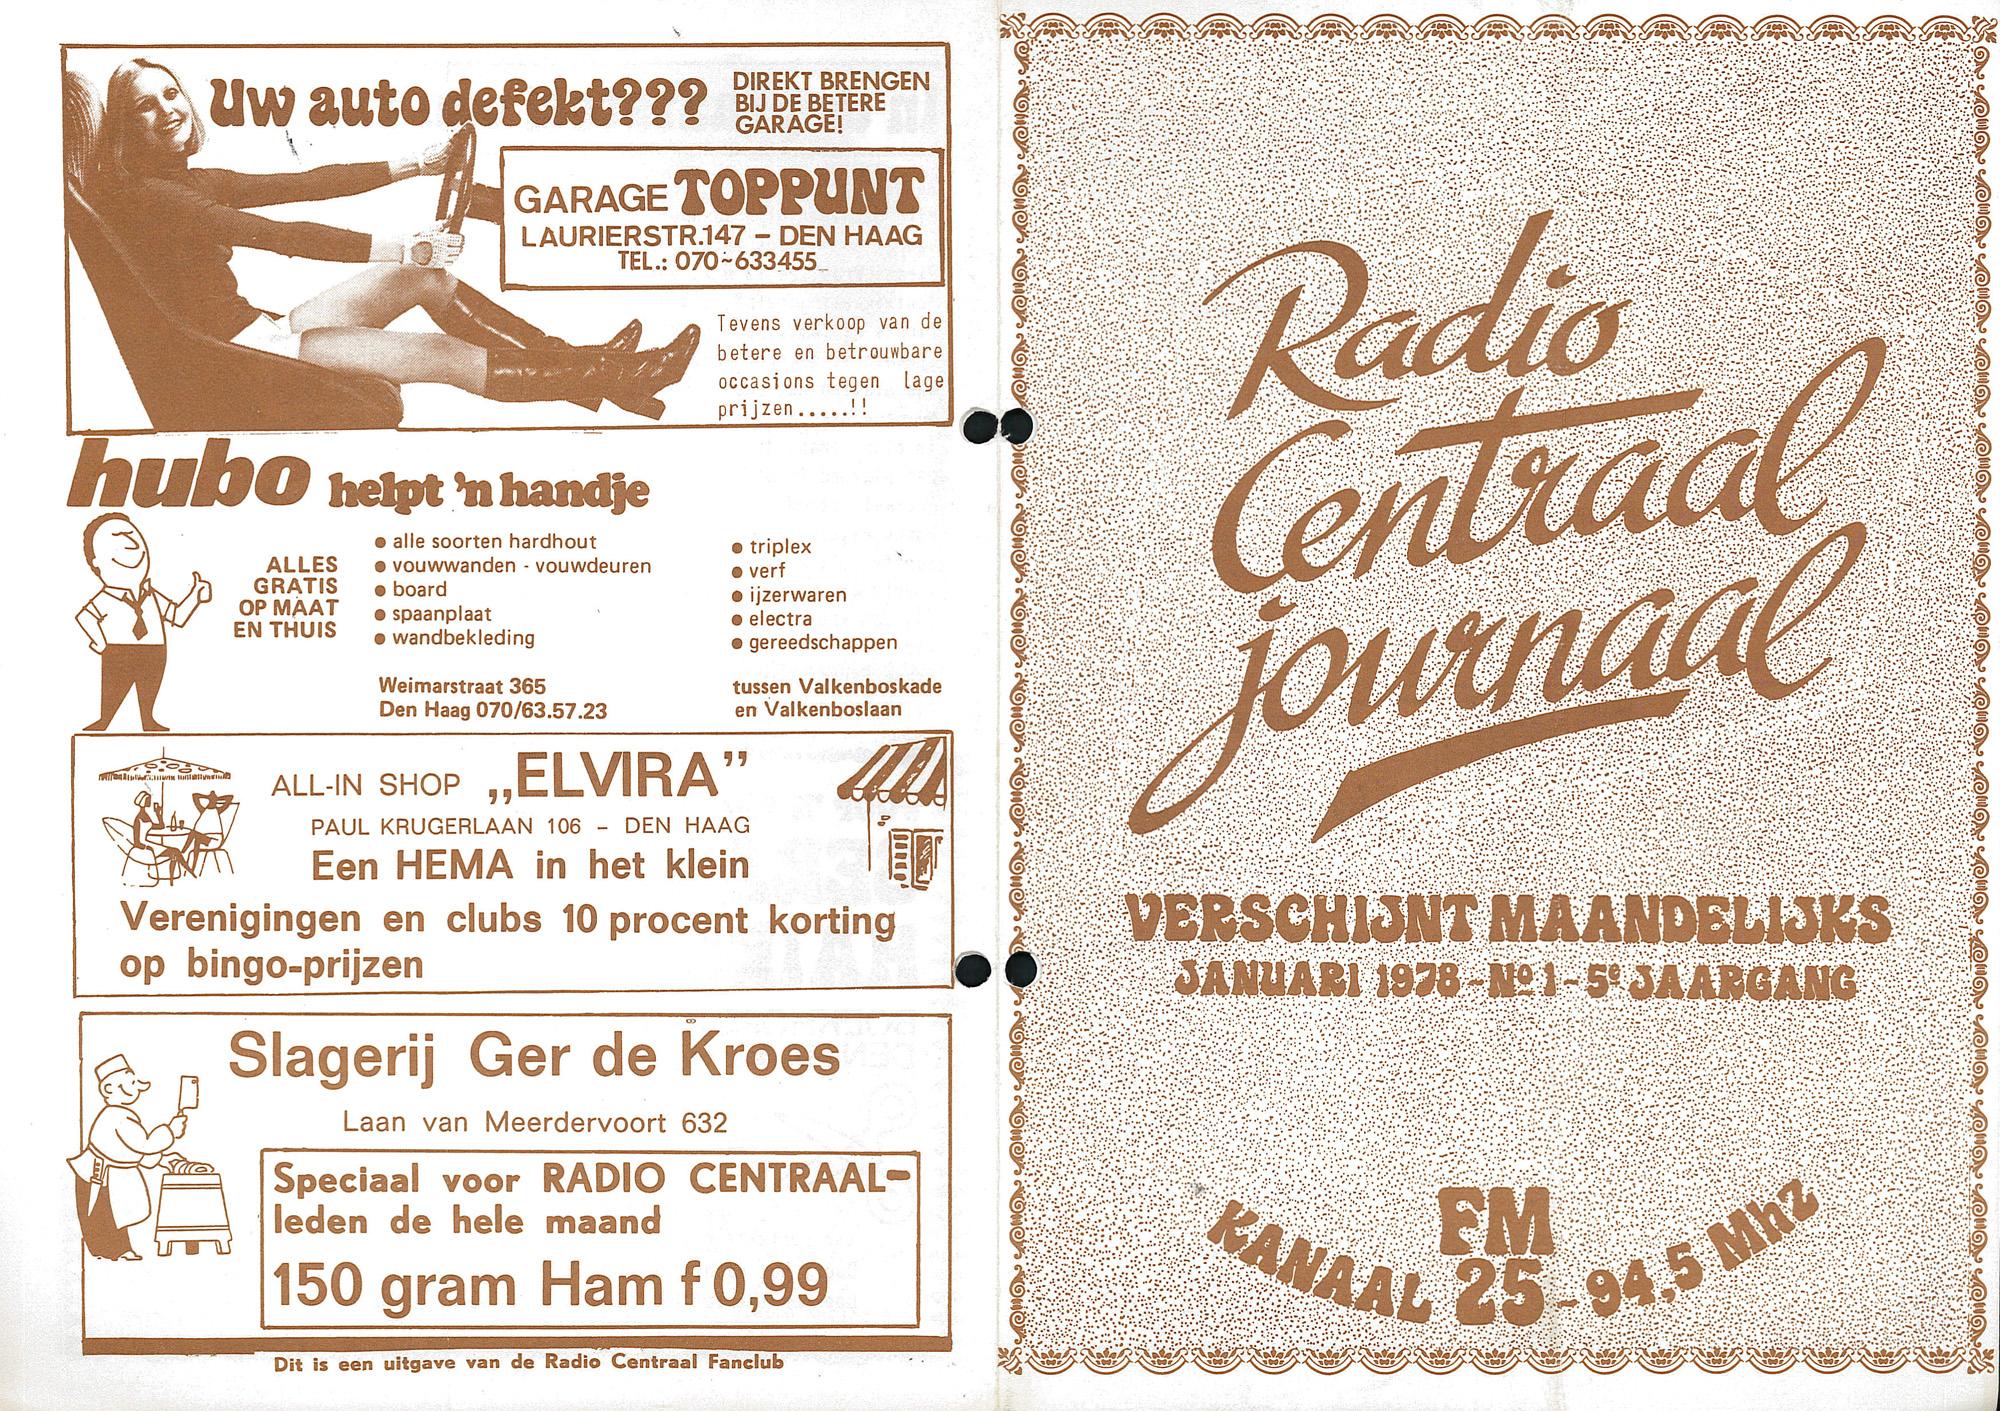 Uw auto defekt???
DIREKT BRENGEN
BIJ DE BETERE
GARAGE!
GARAGE TOPPUNT
LAURIERSTR.147 – DEN HAAG
TEL.: 070~633455
Tevens verkoop van de
betere en betrouwbare
occasions tegen lage
prijzen.....!!
hubo helpt 'n handje
ALLES
GRATIS
OP MAAT
EN THUIS
● alle soorten hardhout
● vouwwanden - vouwdeuren
● board
● spaanplaat
● wandbekleding
● triplex
● verf
● ijzerwaren
● electra
● gereedschappen
Weimarstraat 365
Den Haag 070/63.57.23
tussen Valkenboskade
en Valkenboslaan
ALL-IN SHOP „ELVIRA”
PAUL KRUGERLAAN 106 – DEN HAAG
Een HEMA in het klein
Verenigingen en clubs 10 procent korting
op bingo-prijzen
Slagerij Ger de Kroes
Laan van Meerdervoort 632
Speciaal voor RADIO CENTRAAL-
leden de hele maand
150 gram Ham f 0,99
Dit is een uitgave van de Radio Centraal Fanclub
Radio
Centraal
journaal
VERSCHIJNT MAANDELIJKS
JANUARI 1978 - Nº 1 - 5e JAARGANG
FM
KANAAL 25 - 94,5 Mhz